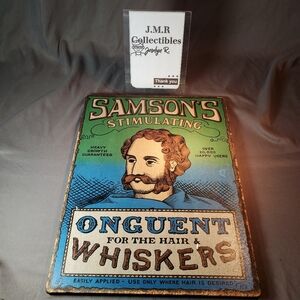 J.M.R
Collectibles
Thank you
SAMSON'S
STIMULATING
HEAVY
GROWTH
GUARANTEED
OVER
50,000
HAPPY USERS
ONGUENT
FOR THE HAIR &
WHISKERS
EASILY APPLIED - USE ONLY WHERE HAIR IS DESIRED